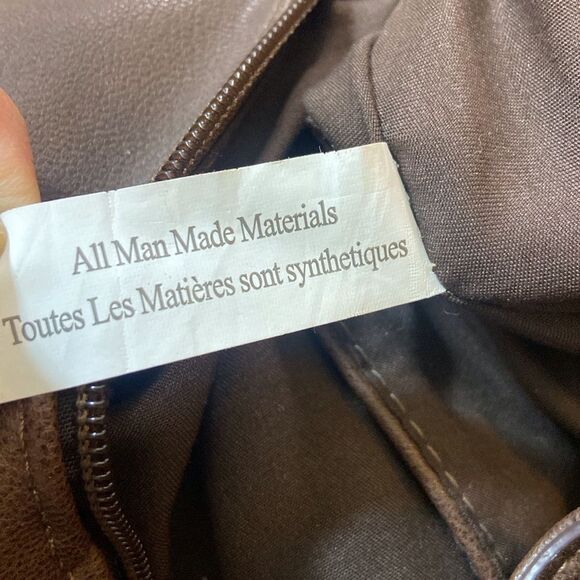 All Man Made Materials
Toutes Les Matières sont synthetiques